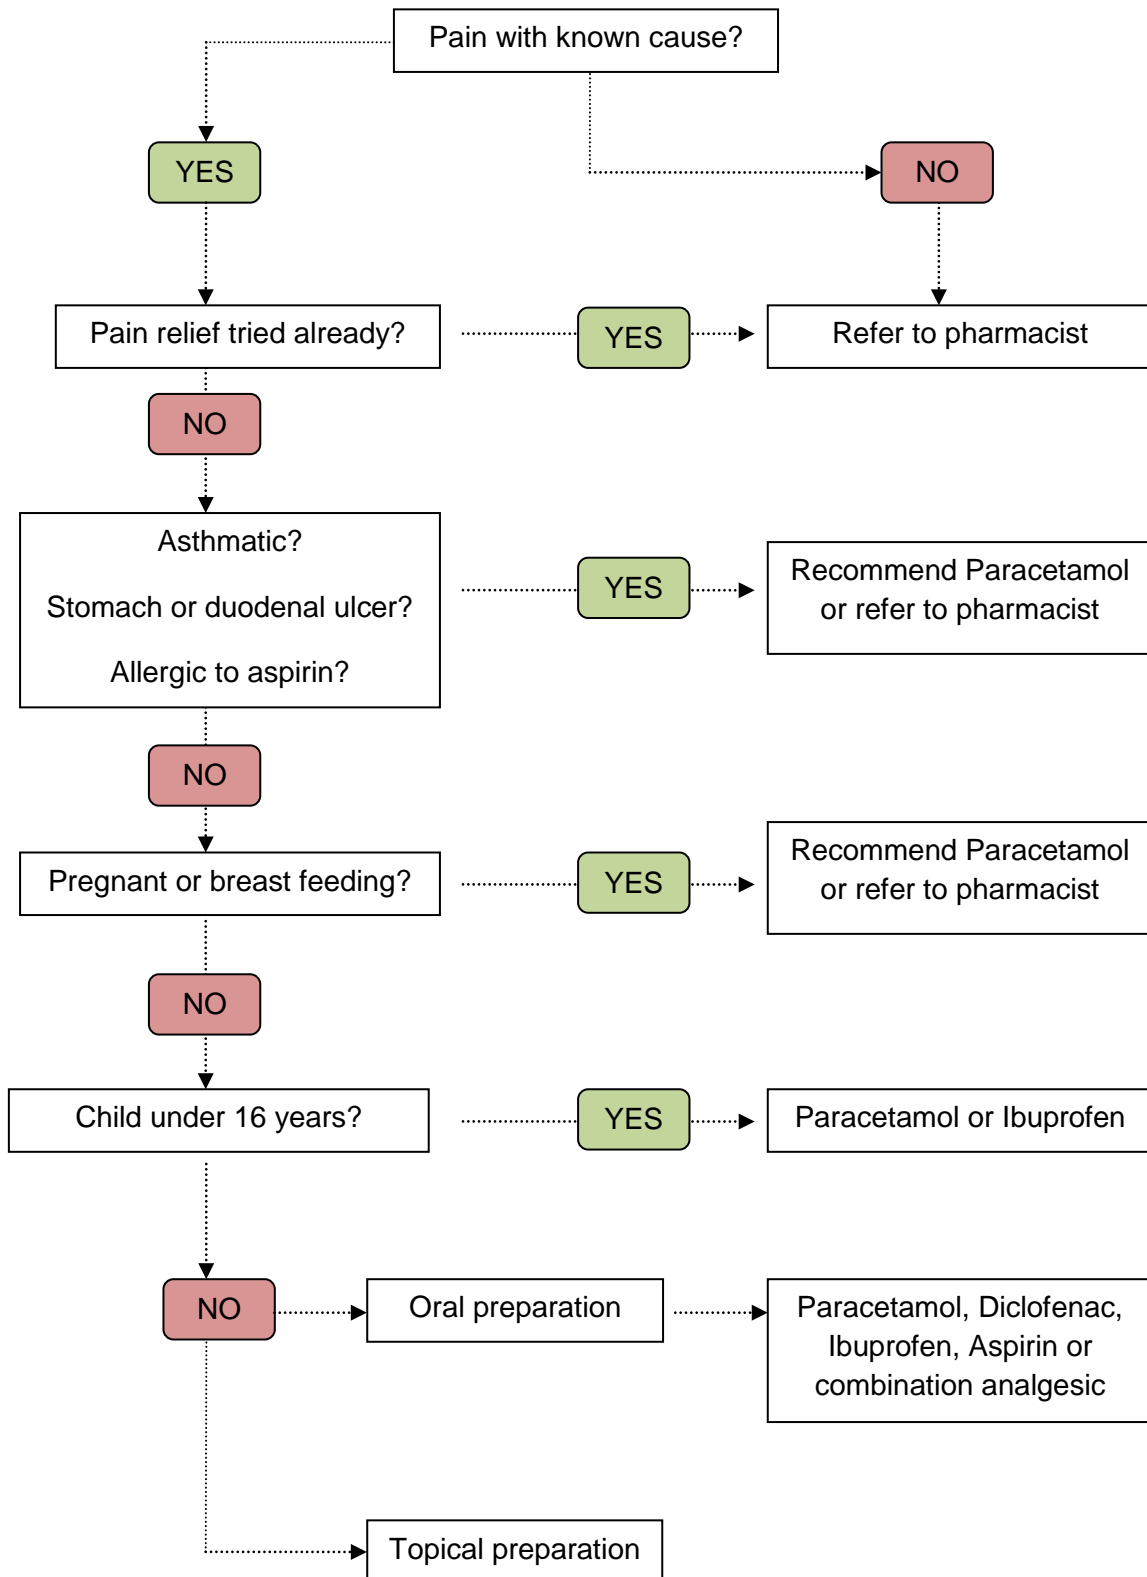 Pain with known cause?
YES
NO
Pain relief tried already?
YES
Refer to pharmacist
NO
Asthmatic?
Stomach or duodenal ulcer?
Allergic to aspirin?
YES
Recommend Paracetamol
or refer to pharmacist
NO
Pregnant or breast feeding?
YES
Recommend Paracetamol
or refer to pharmacist
NO
Child under 16 years?
YES
Paracetamol or Ibuprofen
NO
Oral preparation
Paracetamol, Diclofenac,
Ibuprofen, Aspirin or
combination analgesic
Topical preparation